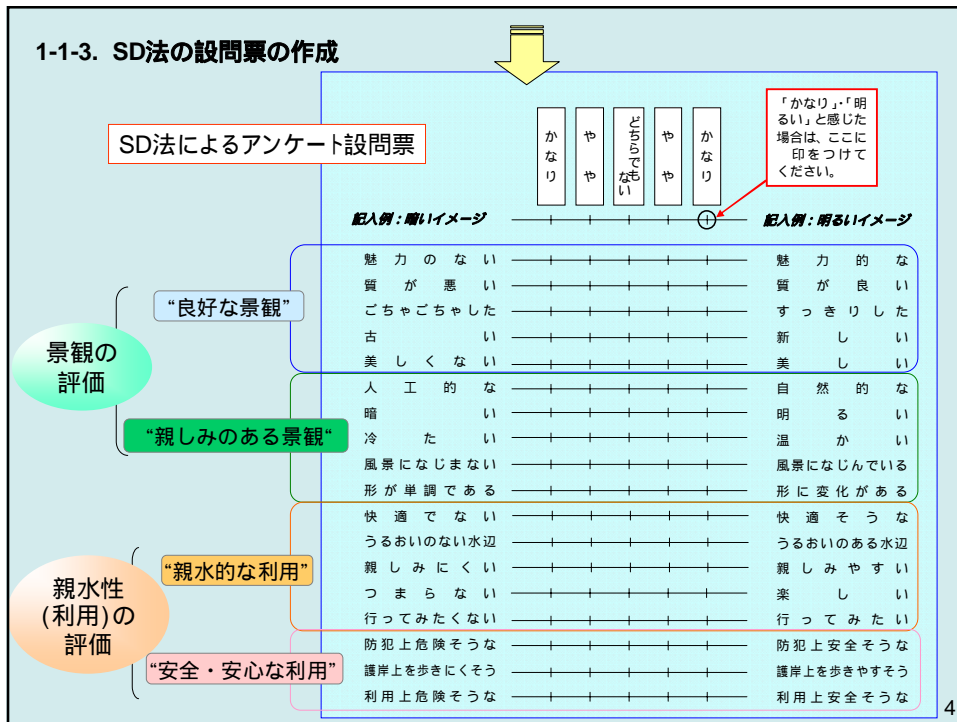 1-1-3. SD法の設問票の作成
SD法によるアンケート設問票
かなり
やや
どちらでも
ない
やや
かなり
「かなり」・「明
るい」と感じた
場合は、ここに
印をつけて
ください。
記入例：暗いイメージ 記入例：明るいイメージ
魅力のない 魅力的な
質が悪い 質が良い
“良好な景観”
ごちゃごちゃした すっきりした
古い 新しい
美しくない 美しい
景観の
評価
人工的な 自然的な
暗い 明るい
“親しみのある景観“
冷たい 温かい
風景になじまない 風景になじんでいる
形が単調である 形に変化がある
快適でない 快適そうな
うるおいのない水辺 うるおいのある水辺
“親水的な利用”
親しみにくい 親しみやすい
つまらない 楽しい
行ってみたくない 行ってみたい
親水性
(利用)の
評価
防犯上危険そうな 防犯上安全そうな
“安全・安心な利用”
護岸上を歩きにくそう 護岸上を歩きやすそう
利用上危険そうな 利用上安全そうな
4